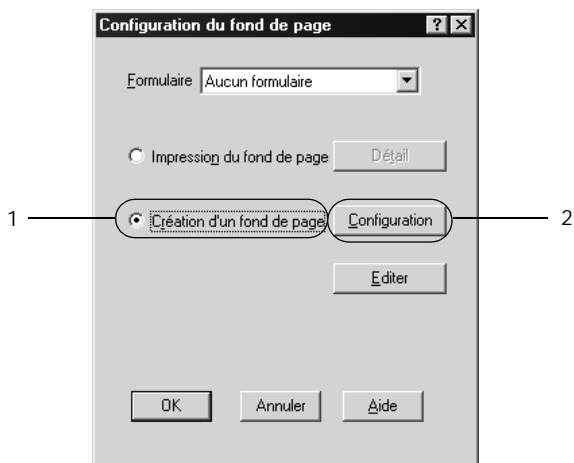 Configuration du fond de page
Formulaire Aucun formulaire
Impression du fond de page Détail
1 Création d'un fond de page Configuration 2
Editer
OK Annuler Aide